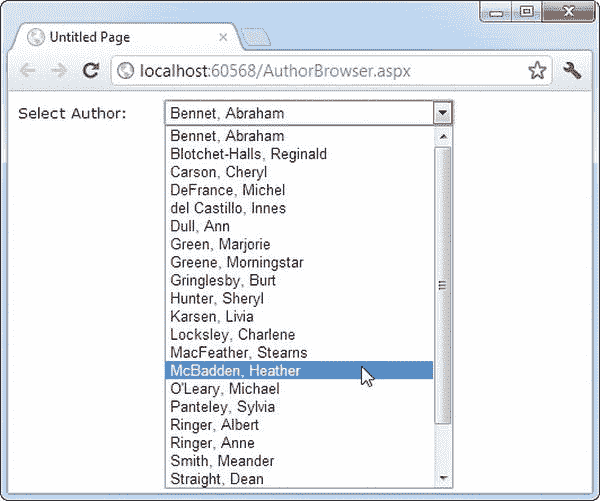 Untitled Page
localhost:60568/AuthorBrowser.aspx
Select Author: Bennet, Abraham
Bennet, Abraham
Blotchet-Halls, Reginald
Carson, Cheryl
DeFrance, Michel
del Castillo, Innes
Dull, Ann
Green, Marjorie
Greene, Morningstar
Gringlesby, Burt
Hunter, Sheryl
Karsen, Livia
Locksley, Charlene
MacFeather, Stearns
McBadden, Heather
O'Leary, Michael
Panteley, Sylvia
Ringer, Albert
Ringer, Anne
Smith, Meander
Straight, Dean